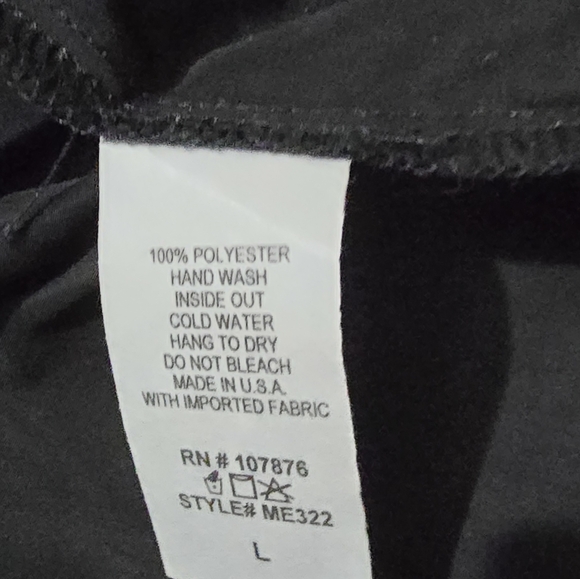 100% POLYESTER
HAND WASH
INSIDE OUT
COLD WATER
HANG TO DRY
DO NOT BLEACH
MADE IN U.S.A.
WITH IMPORTED FABRIC
RN # 107876
STYLE# ME322
L